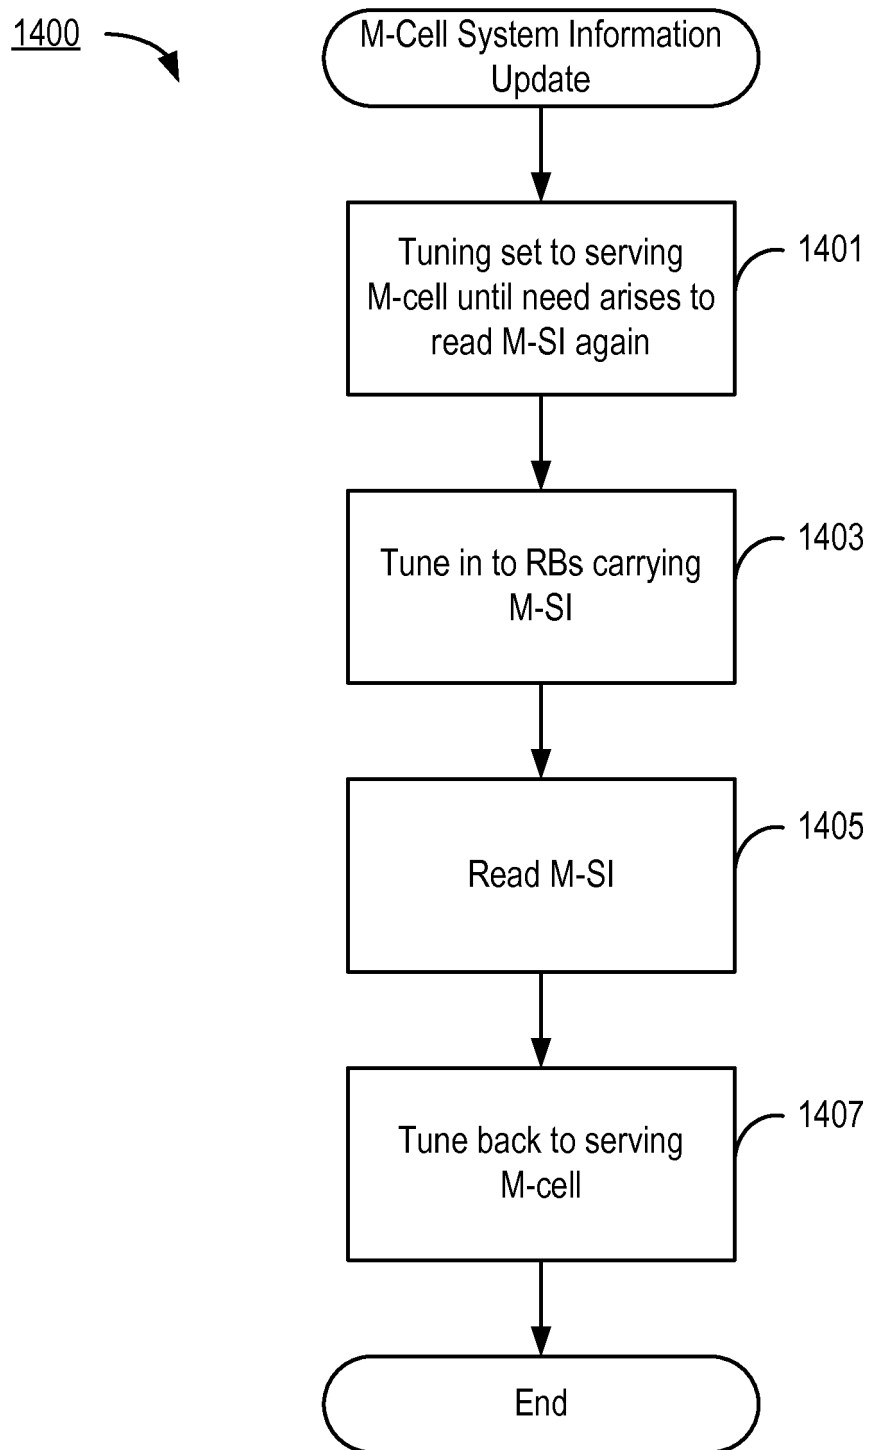 1400
M-Cell System Information
Update
Tuning set to serving
M-cell until need arises to
read M-SI again
1401
Tune in to RBs carrying
M-SI
1403
Read M-SI
1405
Tune back to serving
M-cell
1407
End